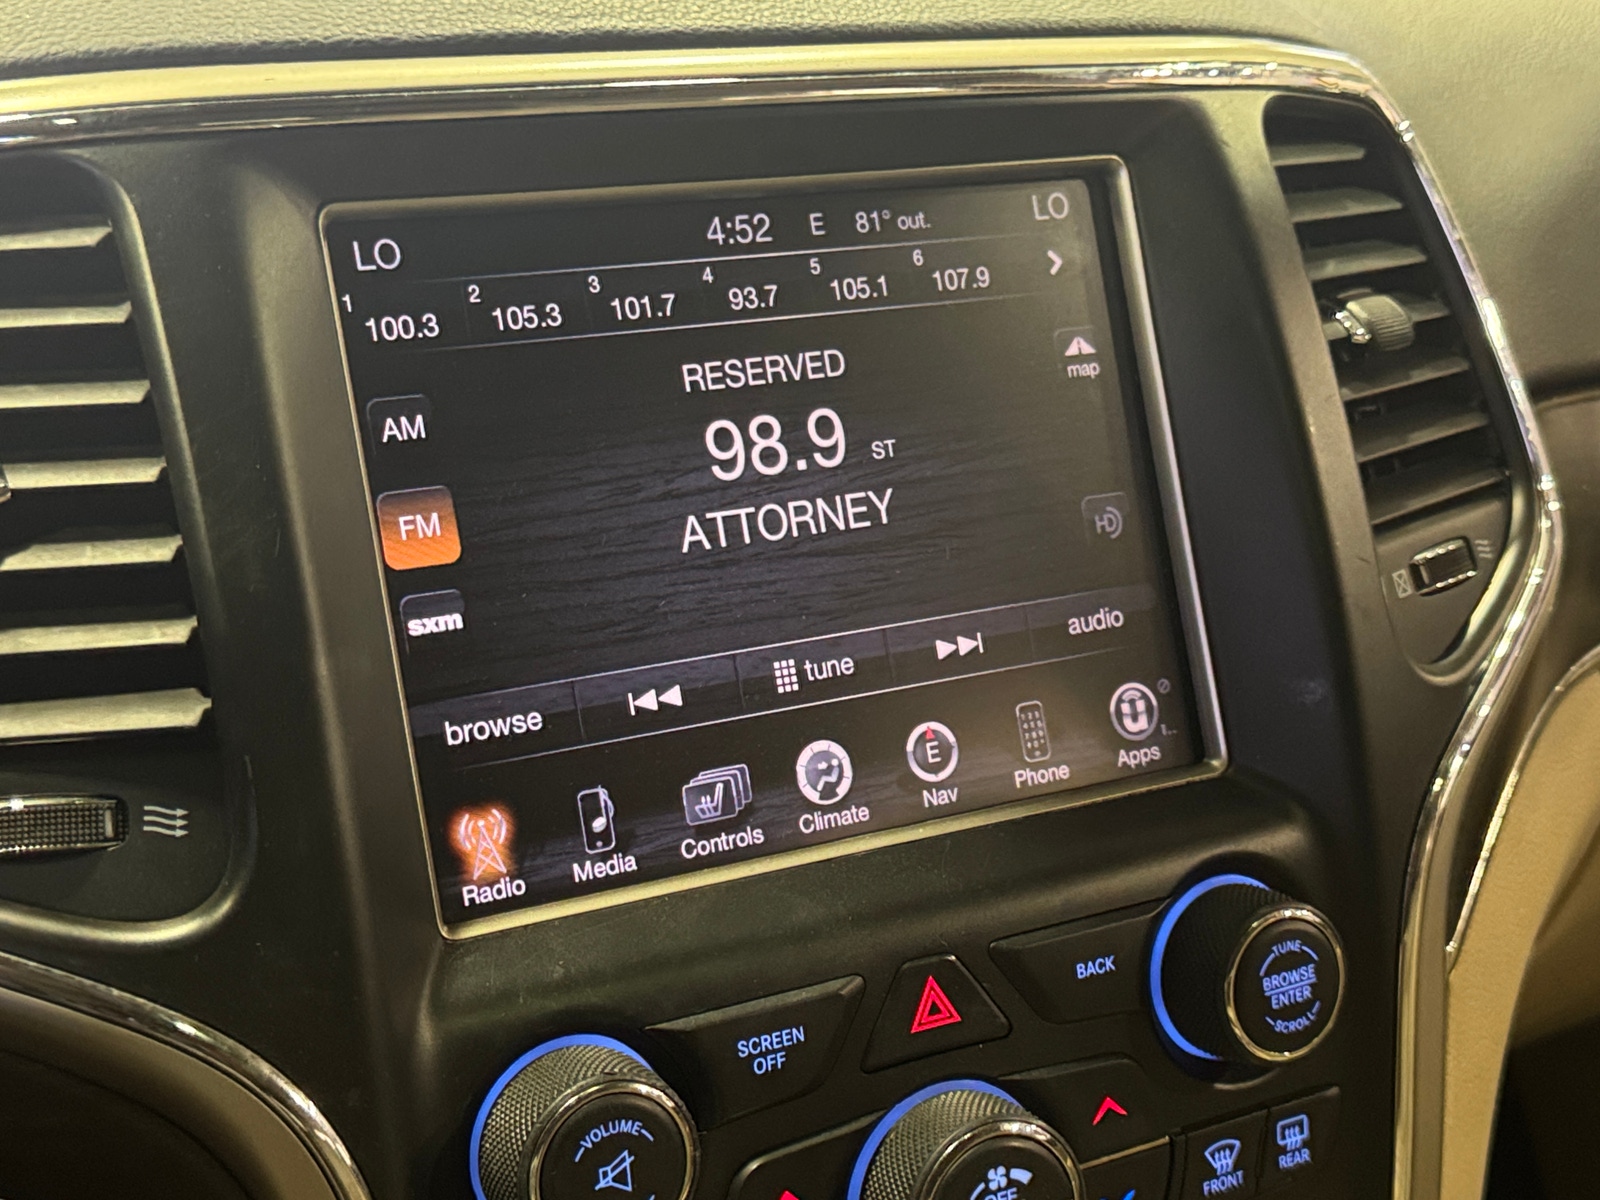 LO 4:52 E 81° out. LO
1 100.3 2 105.3 3 101.7 4 93.7 5 105.1 6 107.9
RESERVED
map
AM
98.9 ST
FM
ATTORNEY
HD
sxm
browse tune audio
Radio Media Controls Climate Nav Phone Apps
E
SCREEN
OFF
BACK
TUNE
BROWSE
ENTER
SCROLL
VOLUME
OFF
FRONT
REAR